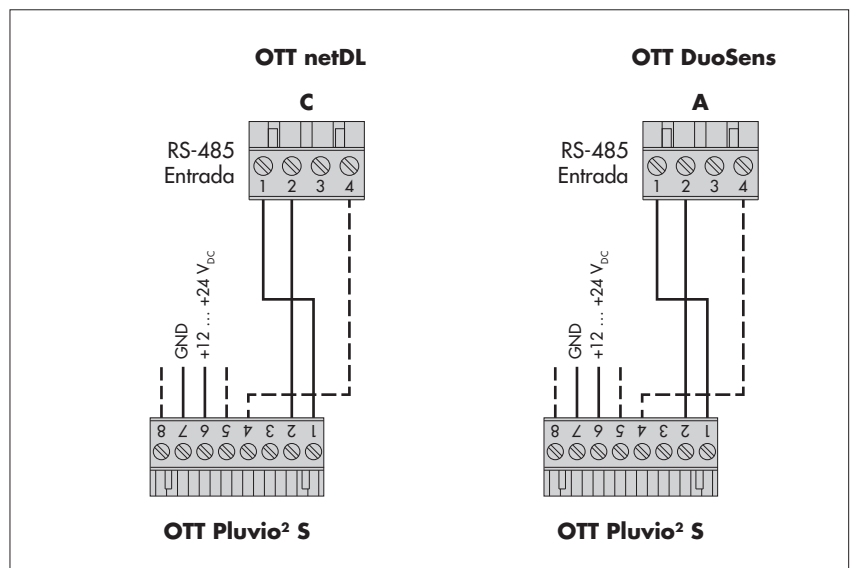 OTT netDL
C
RS-485
Entrada
1 2 3 4
GND
+12 ... +24 VDC
8 7 6 5 4 3 2 1
OTT Pluvio² S
OTT DuoSens
A
RS-485
Entrada
1 2 3 4
GND
+12 ... +24 VDC
8 7 6 5 4 3 2 1
OTT Pluvio² S